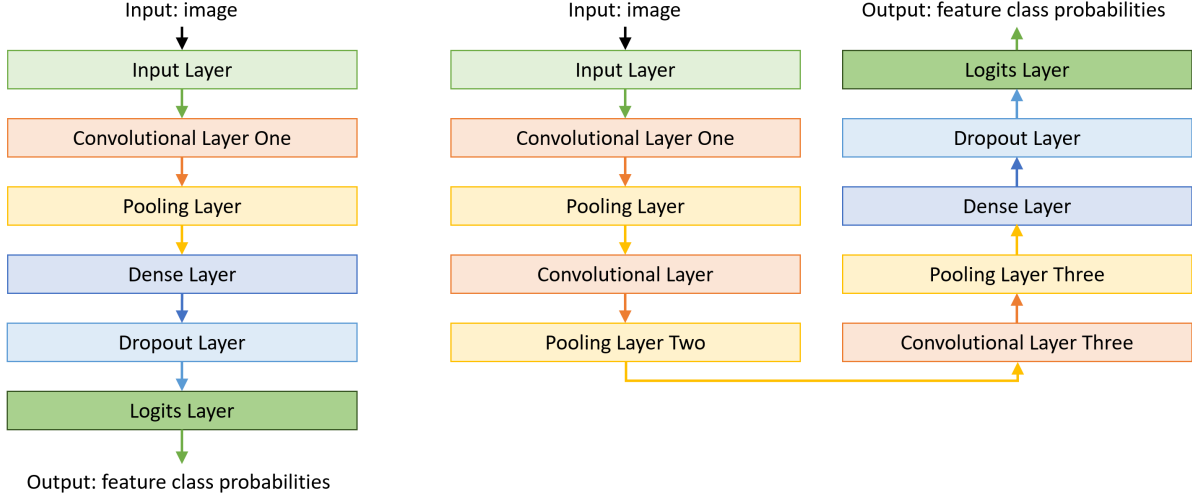 Input: image
Input Layer
Convolutional Layer One
Pooling Layer
Dense Layer
Dropout Layer
Logits Layer
Output: feature class probabilities
Input: image
Input Layer
Convolutional Layer One
Pooling Layer
Convolutional Layer
Pooling Layer Two
Convolutional Layer Three
Pooling Layer Three
Dense Layer
Dropout Layer
Logits Layer
Output: feature class probabilities